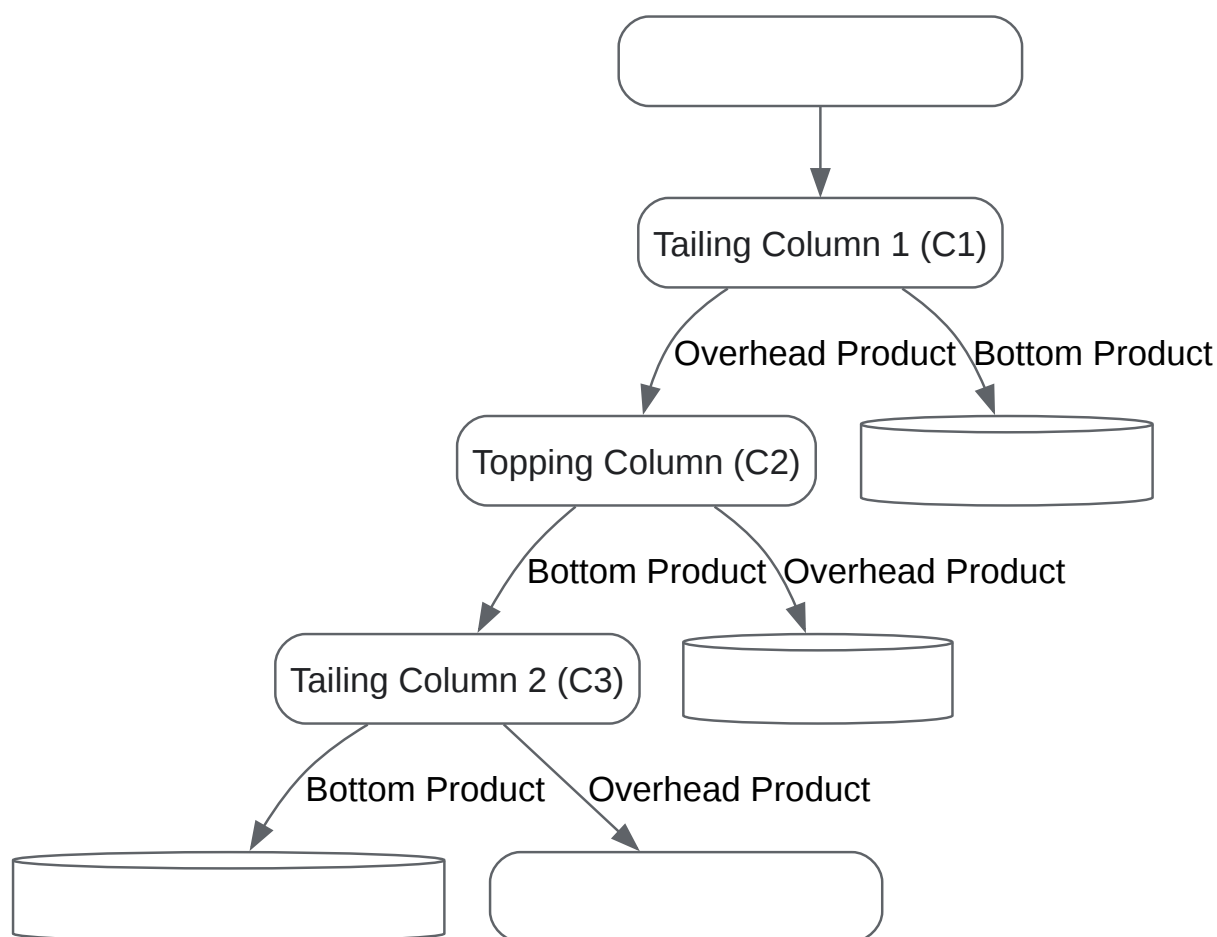 Tailing Column 1 (C1)
Overhead Product
Bottom Product
Topping Column (C2)
Bottom Product
Overhead Product
Tailing Column 2 (C3)
Bottom Product
Overhead Product